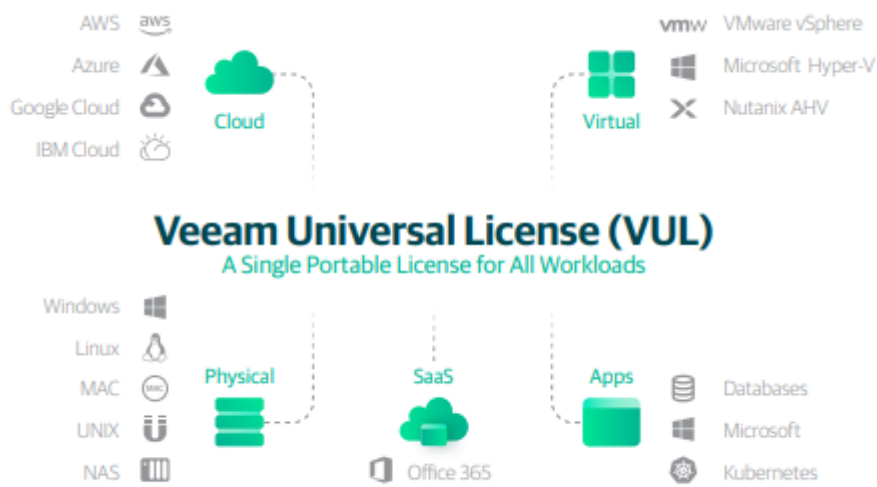 AWS aws
Azure
Google Cloud
IBM Cloud
Cloud
vmw VMware vSphere
Microsoft Hyper-V
Nutanix AHV
Virtual
Veeam Universal License (VUL)
A Single Portable License for All Workloads
Windows
Linux
MAC
UNIX
NAS
Physical
SaaS
Office 365
Apps
Databases
Microsoft
Kubernetes